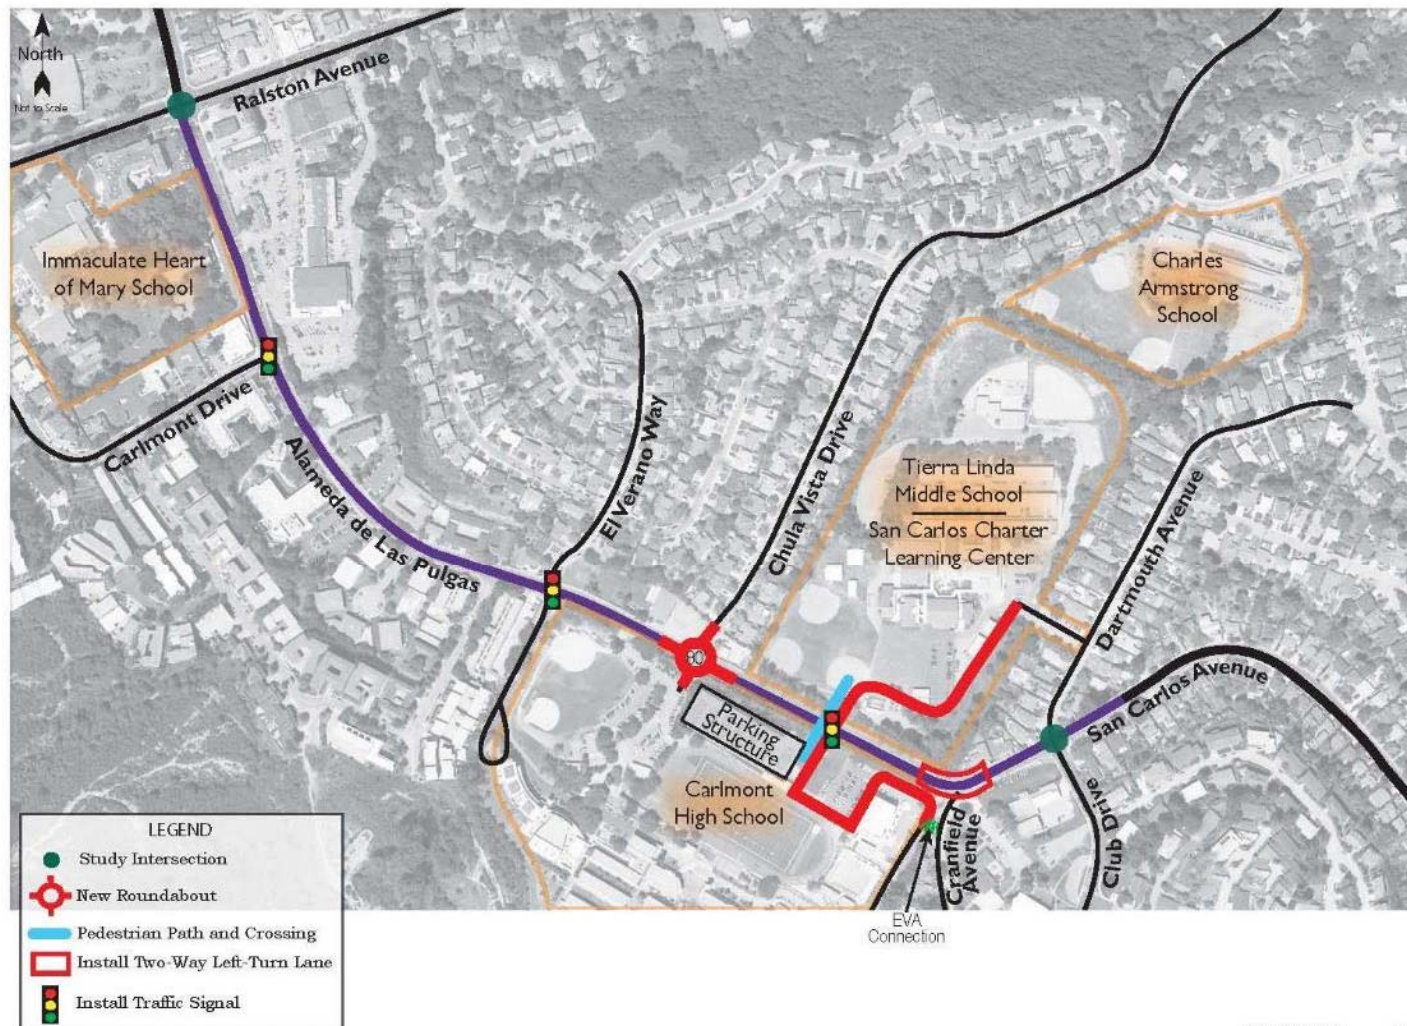 North
Not to Scale
Ralston Avenue
Immaculate Heart
of Mary School
Carlmont Drive
Alameda de Las Pulgas
El Verano Way
Chula Vista Drive
Charles
Armstrong
School
Tierra Linda
Middle School
San Carlos Charter
Learning Center
Dartmouth Avenue
San Carlos Avenue
80
Parking
Structure
Carlmont
High School
Cranfield
Avenue
Club Drive
EVA
Connection
LEGEND
Study Intersection
New Roundabout
Pedestrian Path and Crossing
Install Two-Way Left-Turn Lane
Install Traffic Signal